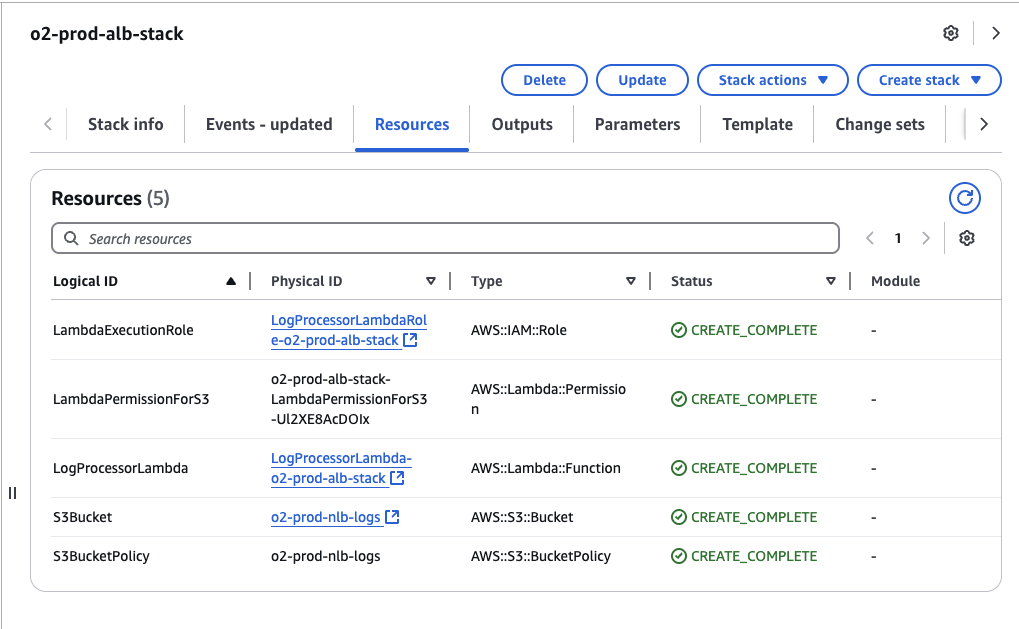 o2-prod-alb-stack
Delete Update Stack actions Create stack
Stack info Events - updated Resources Outputs Parameters Template Change sets
Resources (5)
Search resources 1
Logical ID Physical ID Type Status Module
LambdaExecutionRole LogProcessorLambdaRol AWS::IAM::Role CREATE_COMPLETE -
e-o2-prod-alb-stack
LambdaPermissionForS3 o2-prod-alb-stack- AWS::Lambda::Permissio CREATE_COMPLETE -
LambdaPermissionForS3 n
-Ul2XE8AcDOIx
LogProcessorLambda LogProcessorLambda- AWS::Lambda::Function CREATE_COMPLETE -
o2-prod-alb-stack
S3Bucket o2-prod-nlb-logs AWS::S3::Bucket CREATE_COMPLETE -
S3BucketPolicy o2-prod-nlb-logs AWS::S3::BucketPolicy CREATE_COMPLETE -